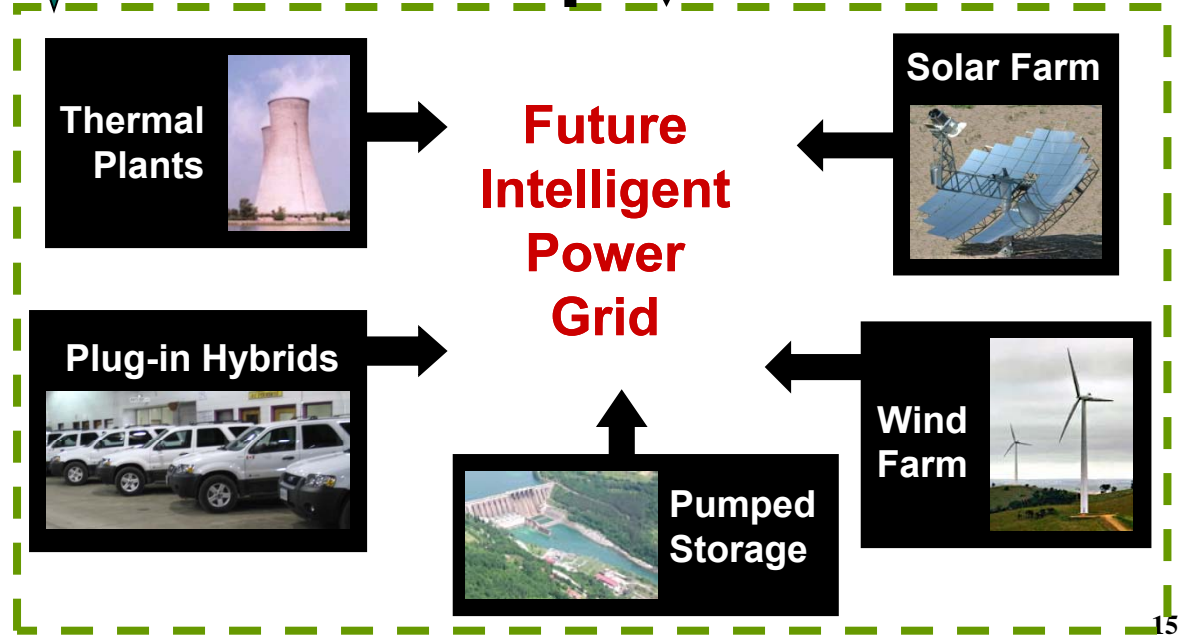 Thermal
Plants
Future
Intelligent
Power
Grid
Solar Farm
Plug-in Hybrids
Pumped
Storage
Wind
Farm
15